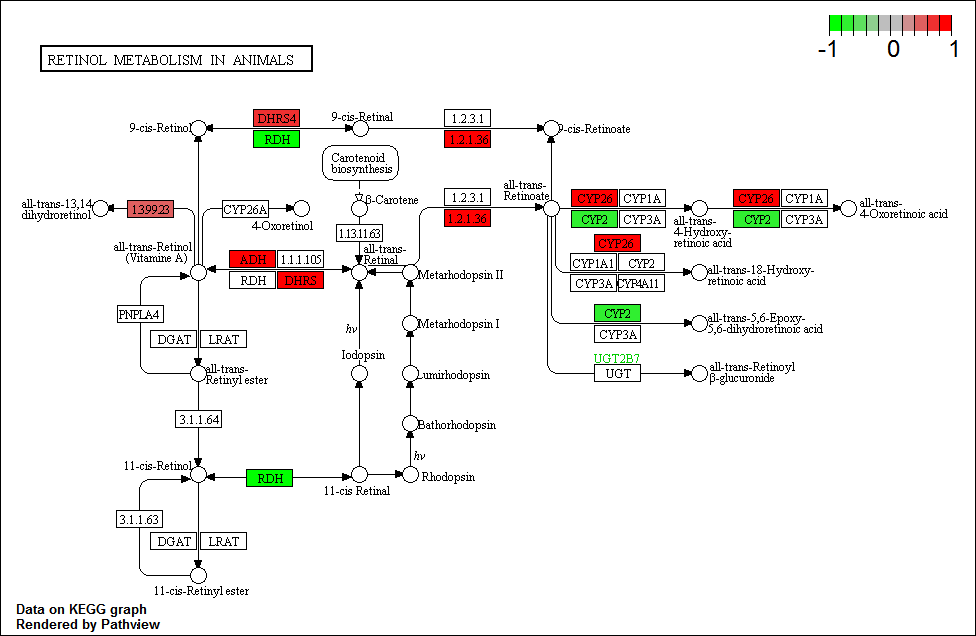 -1 0 1
RETINOL METABOLISM IN ANIMALS
9-cis-Retinol
DHRS4
RDH
9-cis-Retinal
1.2.3.1
1.2.1.36
9-cis-Retinoate
Carotenoid
biosynthesis
all-trans-13,14
dihydroretinol
1.3.99.23
CYP26A
4-Oxoretinol
β-Carotene
1.13.11.63
1.2.3.1
1.2.1.36
all-trans-
Retinoate
CYP26 CYP1A
CYP2 CYP3A
all-trans-
4-Hydroxy-
retinoic acid
CYP26 CYP1A
CYP2 CYP3A
all-trans-
4-Oxoretinoic acid
all-trans-Retinol
(Vitamine A)
ADH 1.1.1.105
RDH DHRS
all-trans-
Retinal
Metarhodopsin II
CYP26
CYP1A1 CYP2
CYP3A CYP4A11
all-trans-18-Hydroxy-
retinoic acid
PNPLA4
DGAT LRAT
hν
Iodopsin
Metarhodopsin I
CYP2
CYP3A
all-trans-5,6-Epoxy-
5,6-dihydroretinoic acid
all-trans-
Retinyl ester
Lumirhodopsin
UGT2B7
UGT
all-trans-Retinoyl
β-glucuronide
3.1.1.64
Bathorhodopsin
hν
11-cis-Retinol
RDH
11-cis Retinal
Rhodopsin
3.1.1.63
DGAT LRAT
11-cis-Retinyl ester
Data on KEGG graph
Rendered by Pathview